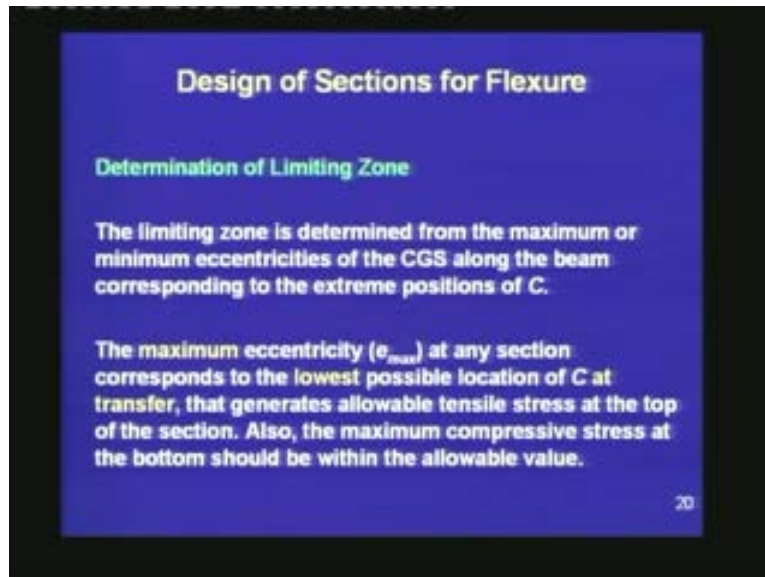 Design of Sections for Flexure
Determination of Limiting Zone
The limiting zone is determined from the maximum or
minimum eccentricities of the CGS along the beam
corresponding to the extreme positions of C.
The maximum eccentricity (emax) at any section
corresponds to the lowest possible location of C at
transfer, that generates allowable tensile stress at the top
of the section. Also, the maximum compressive stress at
the bottom should be within the allowable value.
20